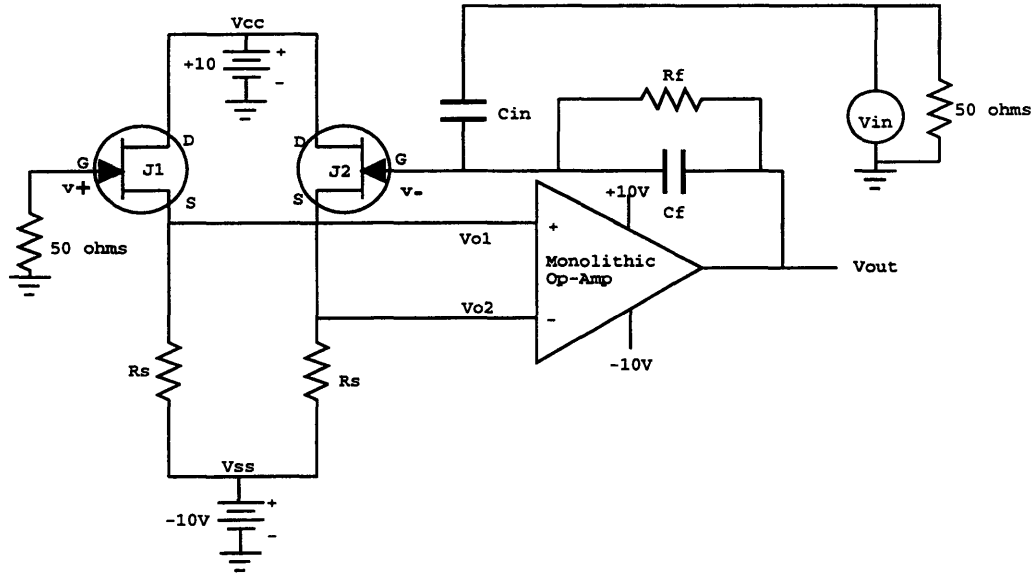 Vcc
+10
+
-
Rf
Cin
50 ohms
Vin
D
G
J1
v+
S
D
J2
G
v-
S
+10V
Cf
50 ohms
Vo1
+
Monolithic
Op-Amp
Vout
Vo2
-
-10V
Rs
Rs
Vss
-10V
+
-